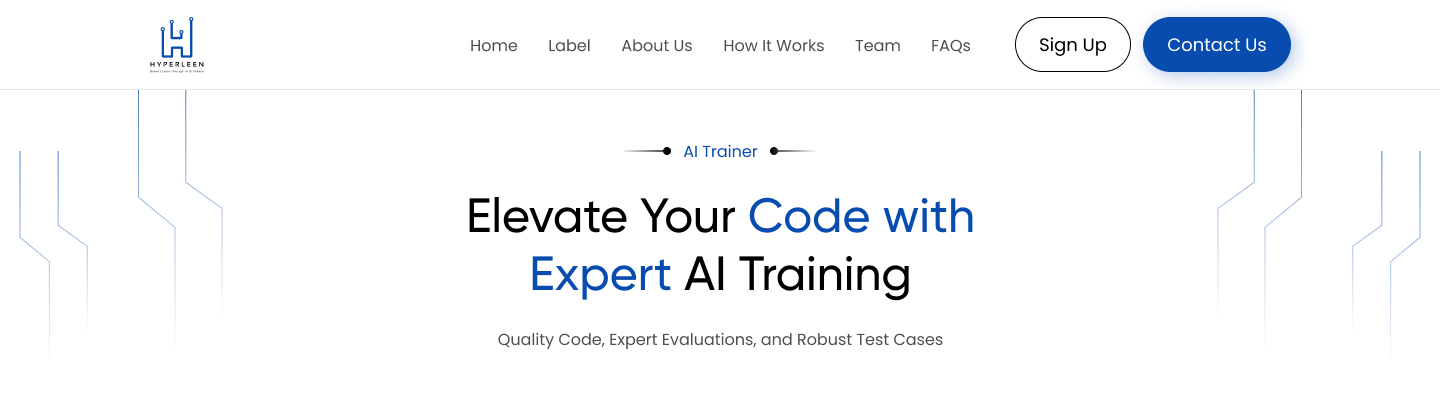 HYPERLEEN
Home Label About Us How It Works Team FAQs Sign Up Contact Us
AI Trainer
Elevate Your Code with
Expert AI Training
Quality Code, Expert Evaluations, and Robust Test Cases